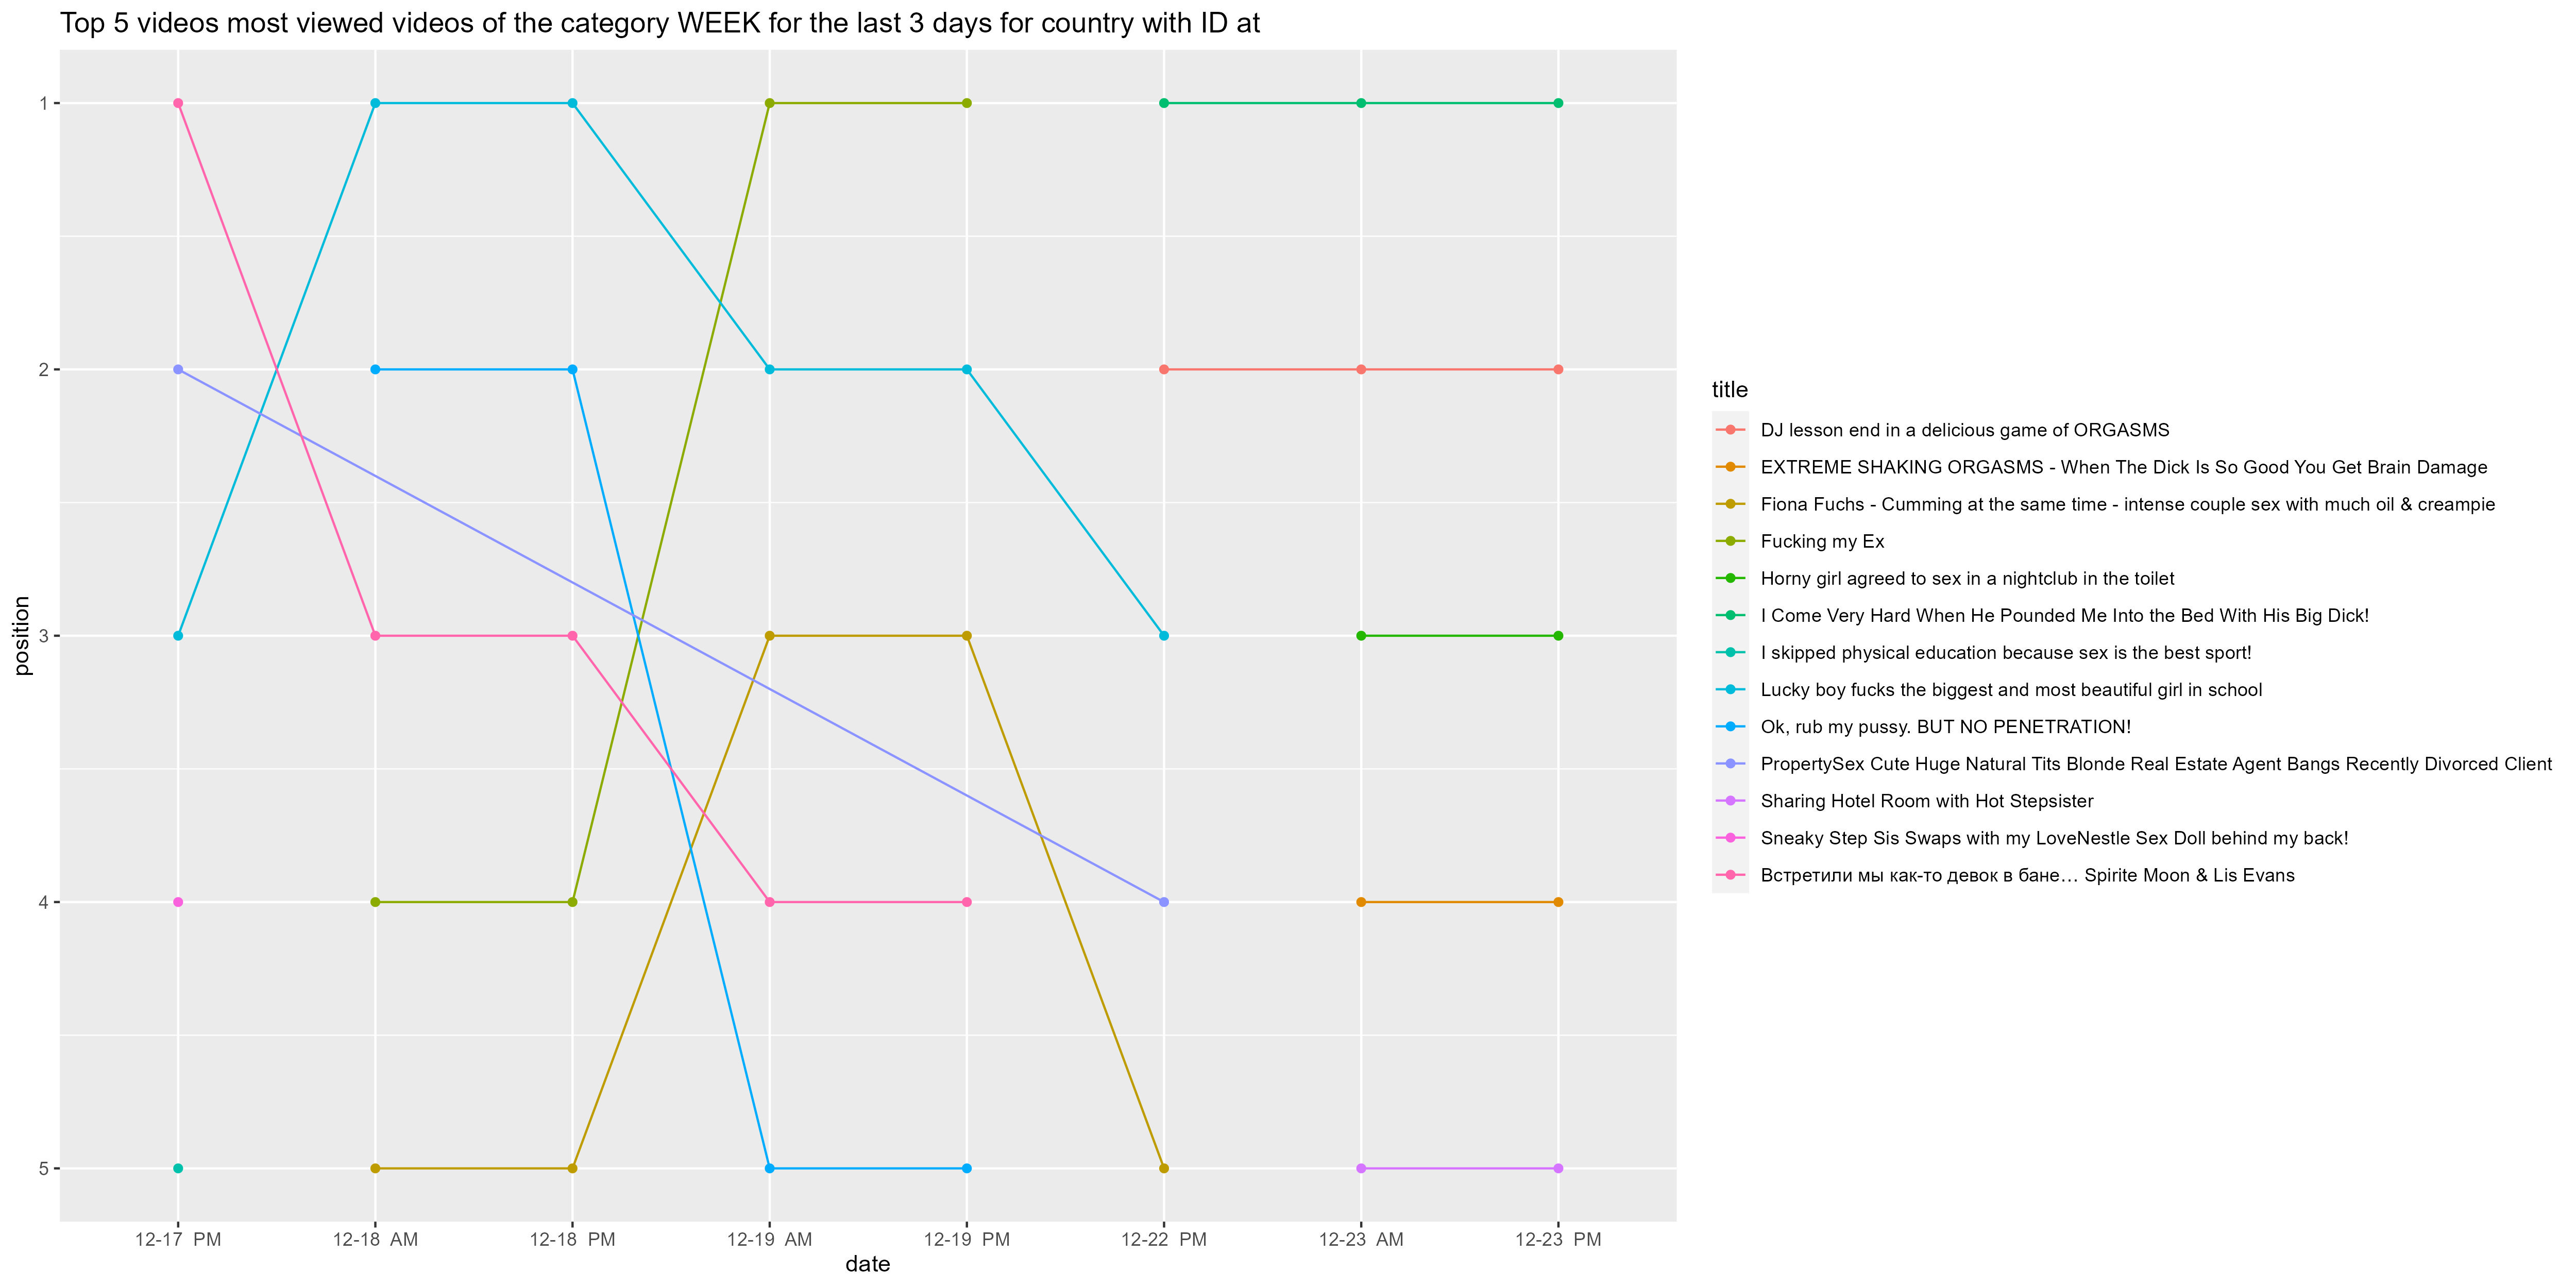 Top 5 videos most viewed videos of the category WEEK for the last 3 days for country with ID at
position
1
2
3
4
5
12-17 PM
12-18 AM
12-18 PM
12-19 AM
12-19 PM
12-22 PM
12-23 AM
12-23 PM
date
title
DJ lesson end in a delicious game of ORGASMS
EXTREME SHAKING ORGASMS - When The Dick Is So Good You Get Brain Damage
Fiona Fuchs - Cumming at the same time - intense couple sex with much oil & creampie
Fucking my Ex
Horny girl agreed to sex in a nightclub in the toilet
I Come Very Hard When He Pounded Me Into the Bed With His Big Dick!
I skipped physical education because sex is the best sport!
Lucky boy fucks the biggest and most beautiful girl in school
Ok, rub my pussy. BUT NO PENETRATION!
PropertySex Cute Huge Natural Tits Blonde Real Estate Agent Bangs Recently Divorced Client
Sharing Hotel Room with Hot Stepsister
Sneaky Step Sis Swaps with my LoveNestle Sex Doll behind my back!
Встретили мы как-то девок в бане… Spirite Moon & Lis Evans